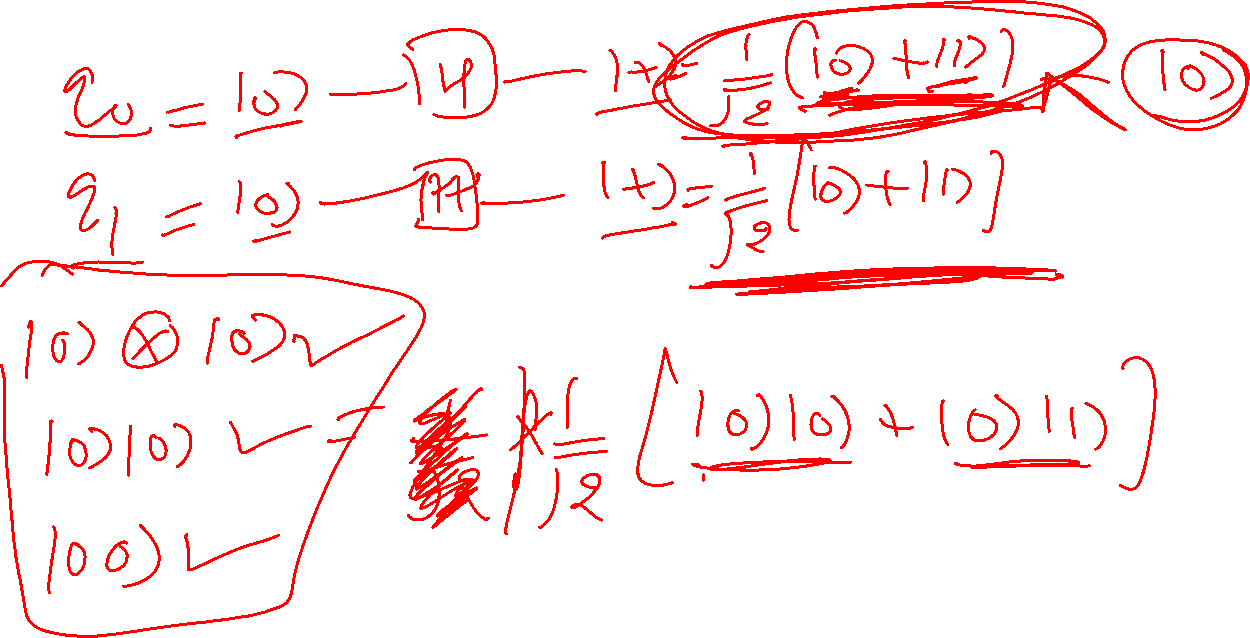 q₀ = |0⟩ — [H] — |+⟩ = 1/√2 (|0⟩ + |1⟩) |0⟩
q₁ = |0⟩ — [H] — |+⟩ = 1/√2 [|0⟩ + |1⟩]
|0⟩ ⊗ |0⟩ ✓
|0⟩|0⟩ ✓ = 1/√2 [|0⟩|0⟩ + |0⟩|1⟩]
|00⟩ ✓